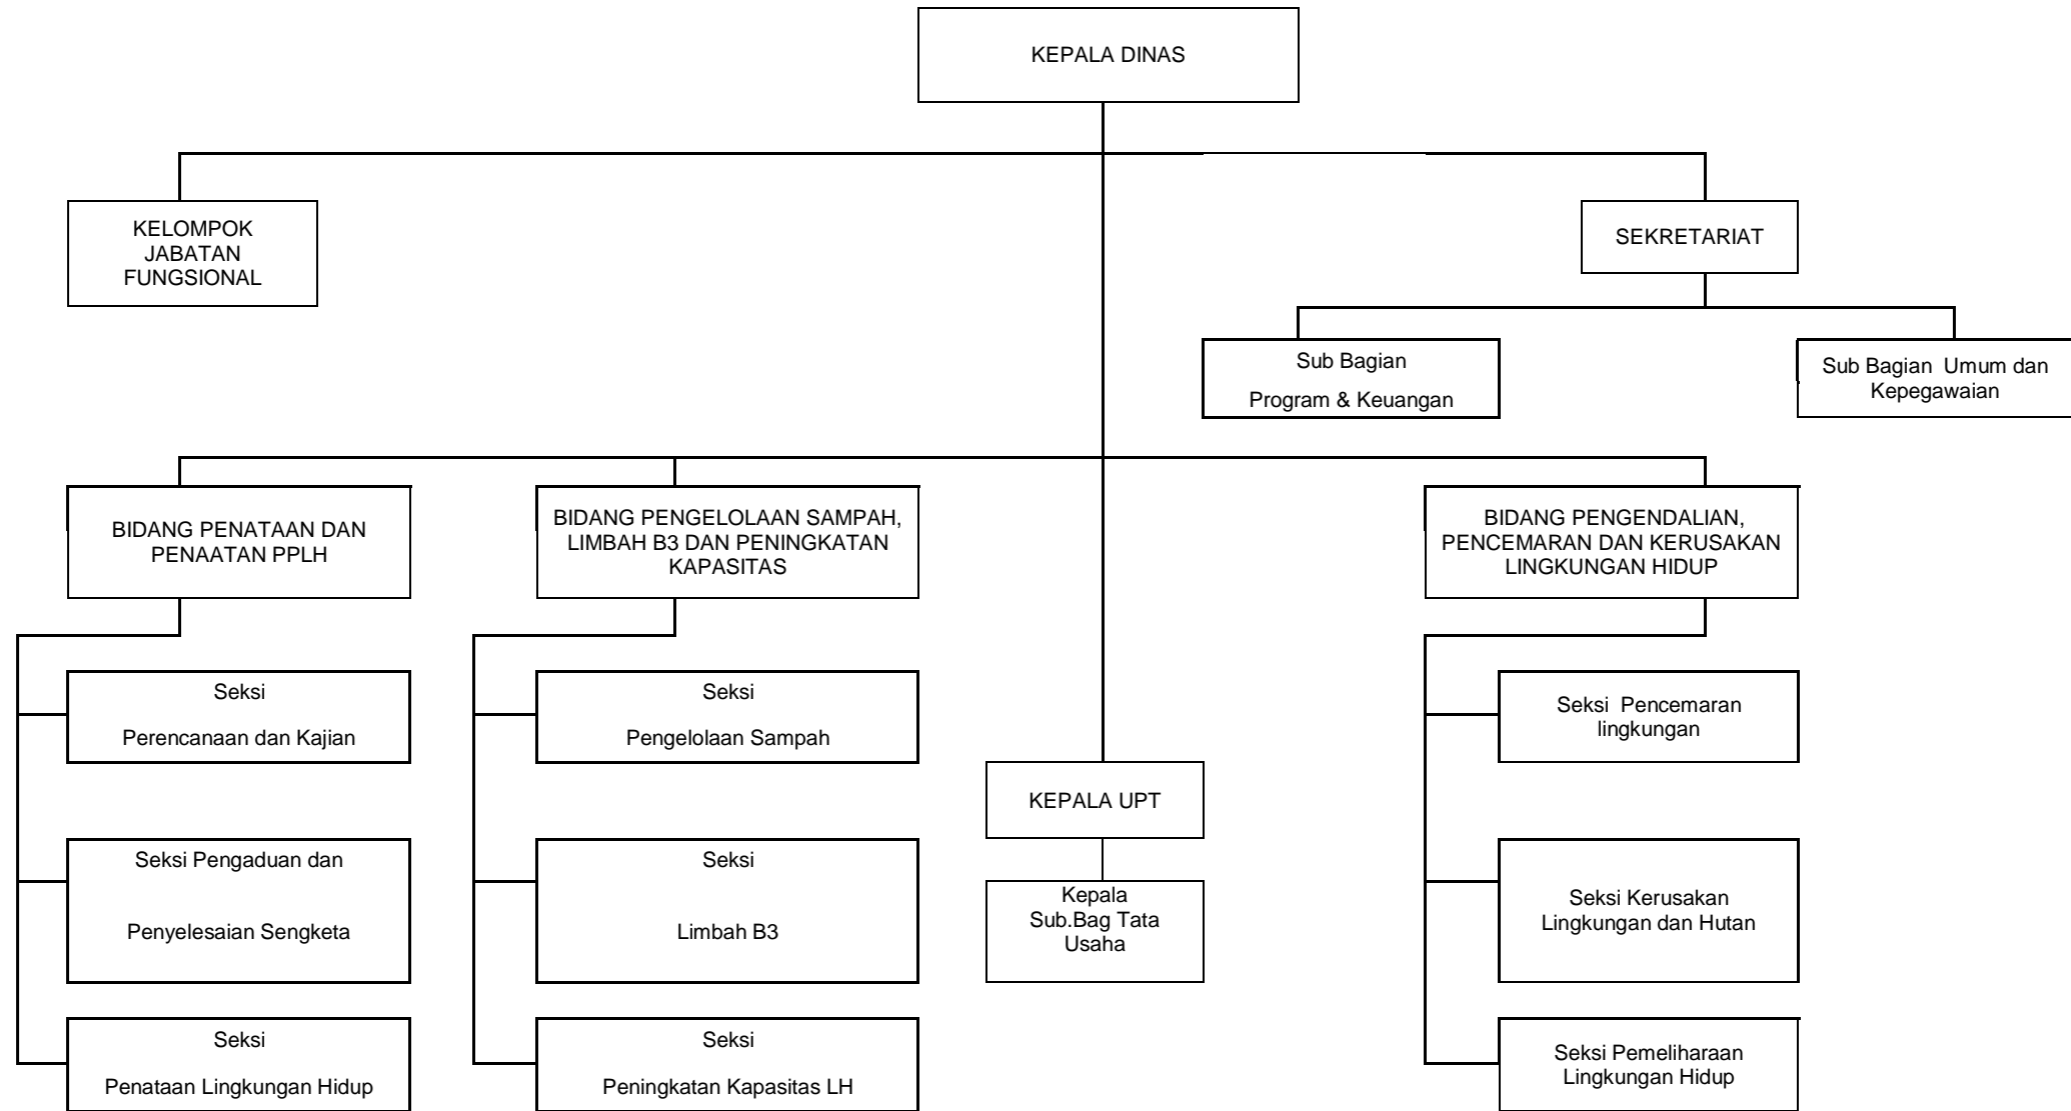 KEPALA DINAS
KELOMPOK
JABATAN
FUNGSIONAL
SEKRETARIAT
Sub Bagian
Program & Keuangan
Sub Bagian Umum dan
Kepegawaian
BIDANG PENATAAN DAN
PENAATAN PPLH
BIDANG PENGELOLAAN SAMPAH,
LIMBAH B3 DAN PENINGKATAN
KAPASITAS
BIDANG PENGENDALIAN,
PENCEMARAN DAN KERUSAKAN
LINGKUNGAN HIDUP
Seksi
Perencanaan dan Kajian
Seksi Pengaduan dan
Penyelesaian Sengketa
Seksi
Penataan Lingkungan Hidup
Seksi
Pengelolaan Sampah
Seksi
Limbah B3
Seksi
Peningkatan Kapasitas LH
KEPALA UPT
Kepala
Sub.Bag Tata
Usaha
Seksi Pencemaran
lingkungan
Seksi Kerusakan
Lingkungan dan Hutan
Seksi Pemeliharaan
Lingkungan Hidup